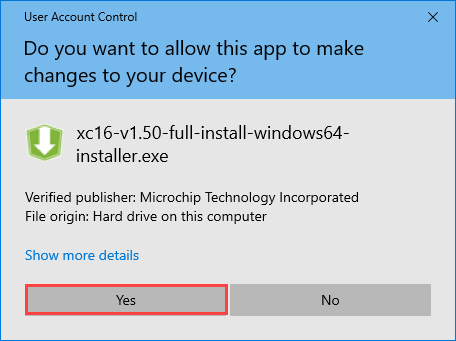 User Account Control
Do you want to allow this app to make
changes to your device?
xc16-v1.50-full-install-windows64-
installer.exe
Verified publisher: Microchip Technology Incorporated
File origin: Hard drive on this computer
Show more details
Yes
No